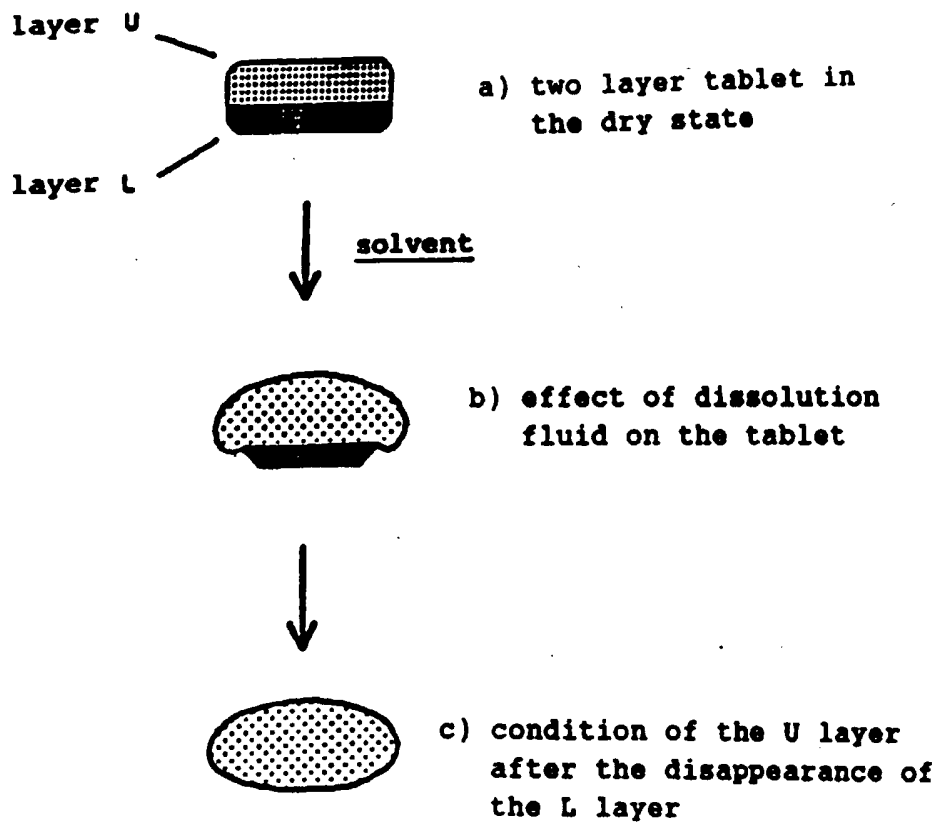 layer U
a) two layer tablet in
the dry state
layer L
solvent
b) effect of dissolution
fluid on the tablet
c) condition of the U layer
after the disappearance of
the L layer